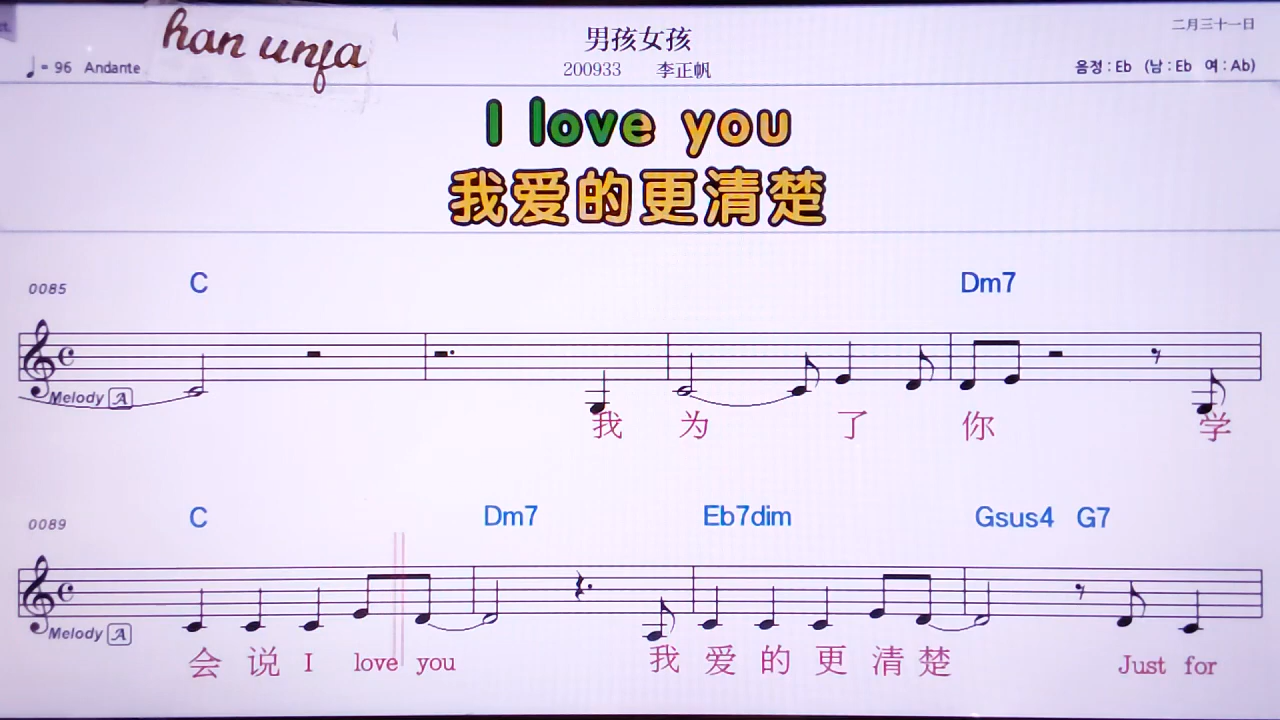 han unfa
男孩女孩
二月三十一日
♩= 96 Andante
200933 李正帆
음정 : Eb (남 : Eb 여 : Ab)
I love you
我爱的更清楚
0085 C Dm7
Melody A
我 为 了 你 学
0089 C Dm7 Eb7dim Gsus4 G7
Melody A
会 说 I love you 我 爱 的 更 清 楚 Just for